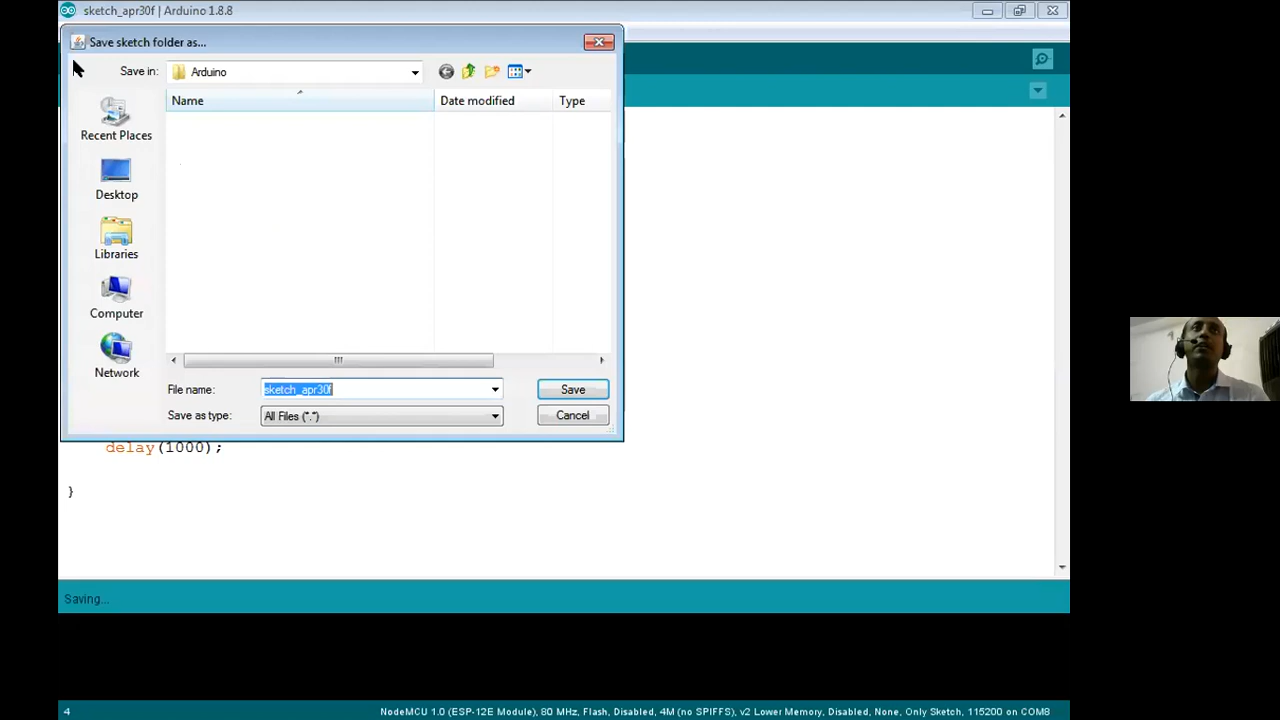 sketch_apr30f | Arduino 1.8.8
Save sketch folder as...
Save in:
Arduino
Name
Date modified
Type
Recent Places
Desktop
Libraries
Computer
Network
File name:
sketch_apr30f
Save
Save as type:
All Files (*.*)
Cancel
delay(1000);
}
Saving...
4
NodeMCU 1.0 (ESP-12E Module), 80 MHz, Flash, Disabled, 4M (no SPIFFS), v2 Lower Memory, Disabled, None, Only Sketch, 115200 on COM8